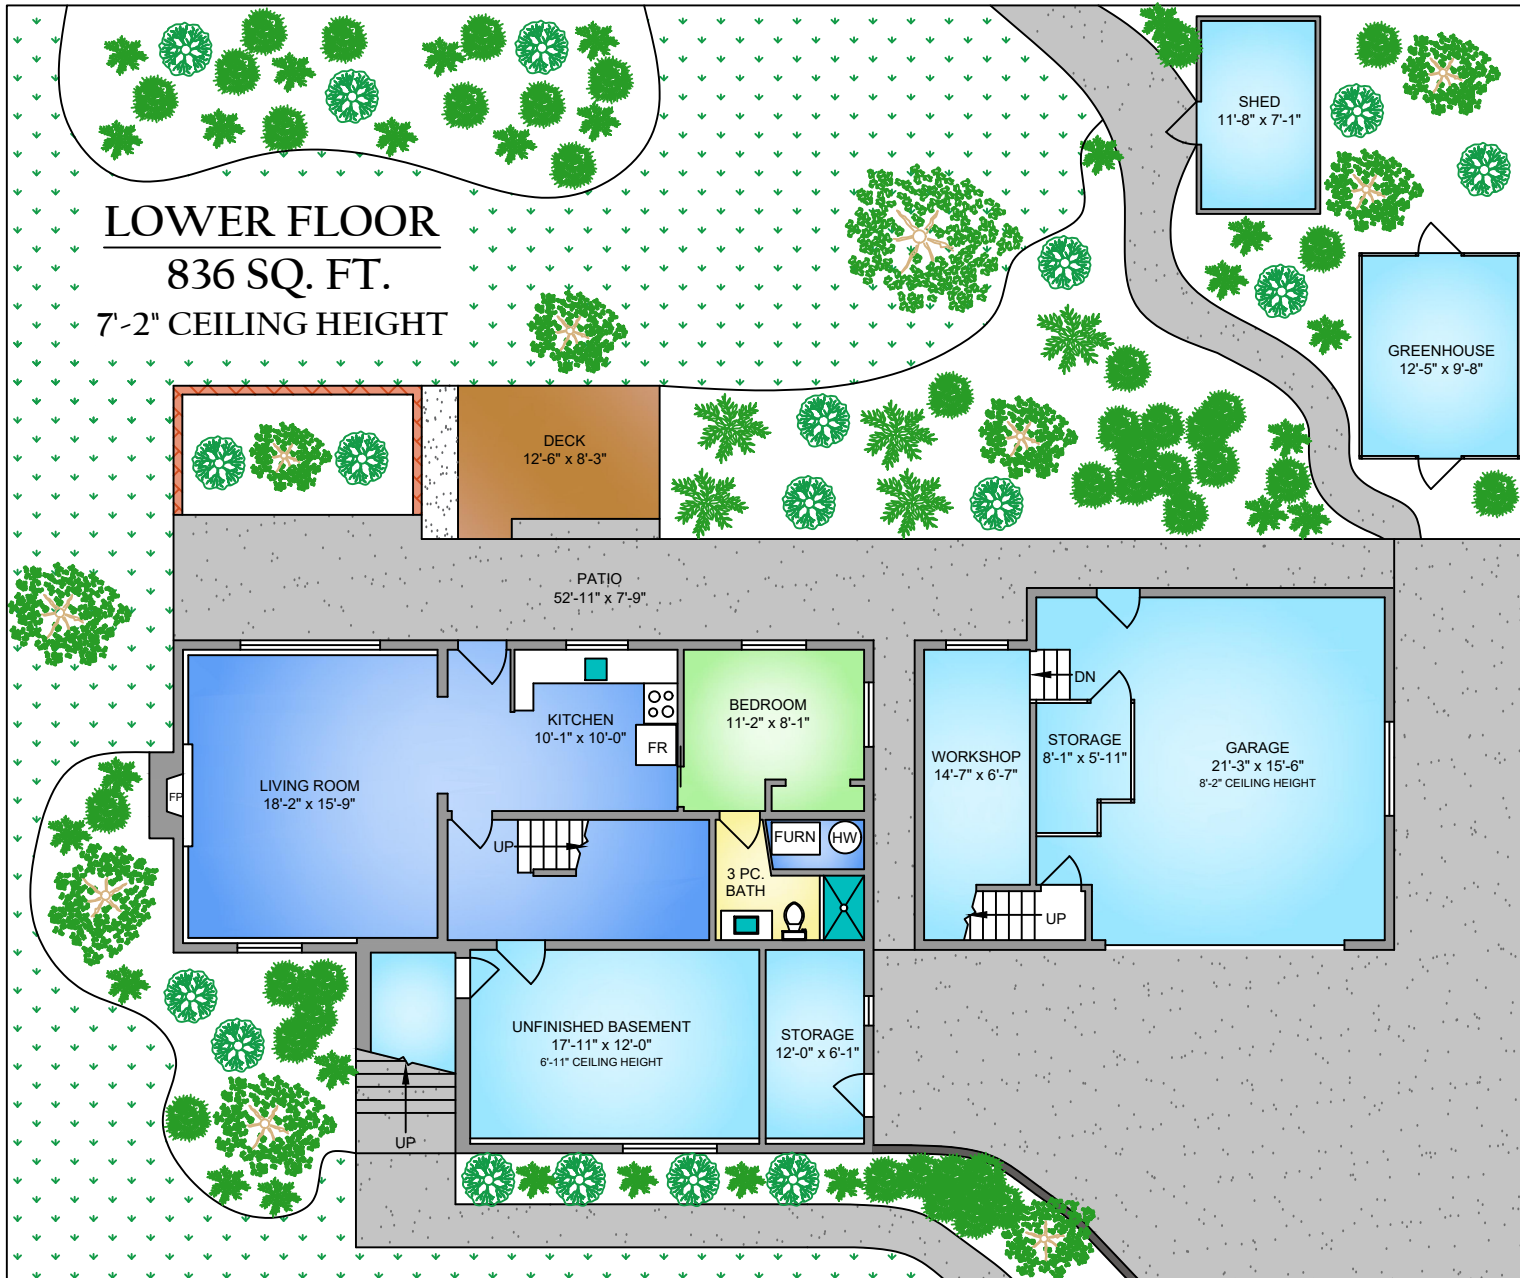 SHED
11'-8" x 7'-1"
LOWER FLOOR
836 SQ. FT.
7'-2" CEILING HEIGHT
GREENHOUSE
12'-5" x 9'-8"
DECK
12'-6" x 8'-3"
PATIO
52'-11" x 7'-9"
DN
BEDROOM
11'-2" x 8'-1"
KITCHEN
10'-1" x 10'-0"
FR
WORKSHOP
14'-7" x 6'-7"
STORAGE
8'-1" x 5'-11"
GARAGE
21'-3" x 15'-6"
8'-2" CEILING HEIGHT
LIVING ROOM
18'-2" x 15'-9"
FP
UP
FURN
HW
3 PC.
BATH
UP
UNFINISHED BASEMENT
17'-11" x 12'-0"
6'-11" CEILING HEIGHT
STORAGE
12'-0" x 6'-1"
UP